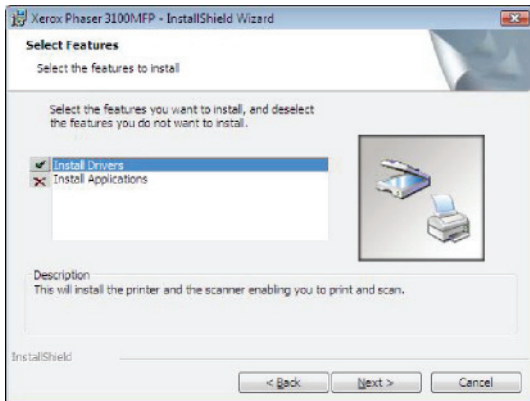 Xerox Phaser 3100MFP - InstallShield Wizard
Select Features
Select the features to install
Select the features you want to install, and deselect
the features you do not want to install.
Install Drivers
Install Applications
Description
This will install the printer and the scanner enabling you to print and scan.
InstallShield
< Back
Next >
Cancel